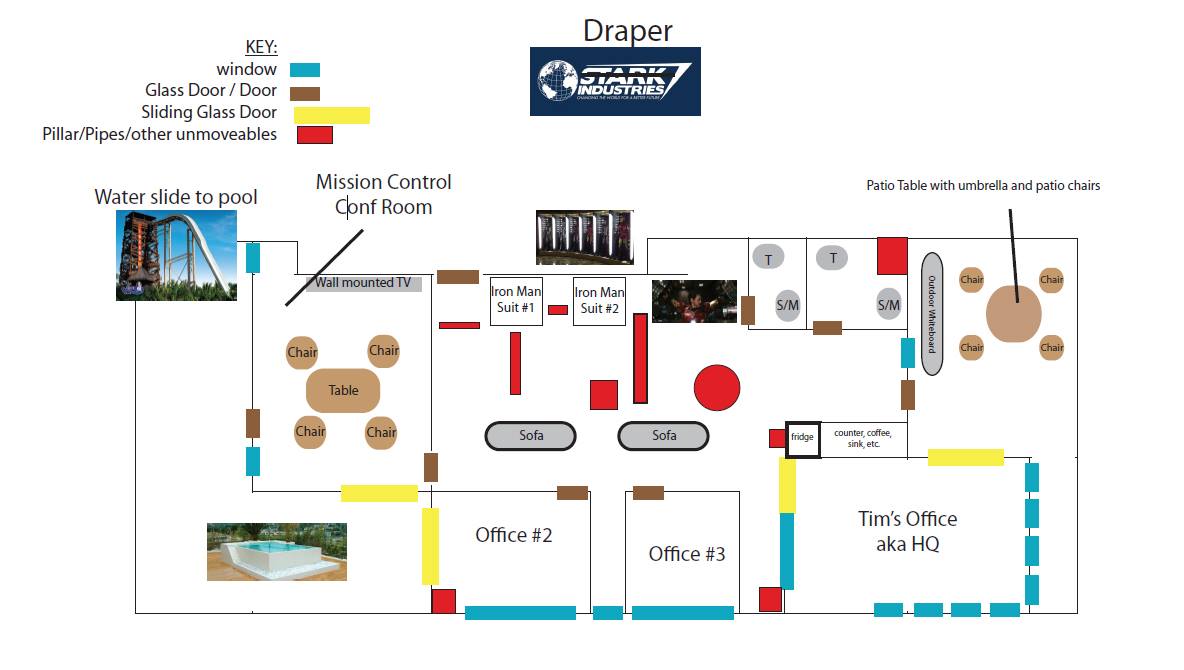 Draper
STARK
INDUSTRIES
CHANGING THE WORLD FOR A BETTER FUTURE
KEY:
window
Glass Door / Door
Sliding Glass Door
Pillar/Pipes/other unmoveables
Water slide to pool
Mission Control
Conf Room
Patio Table with umbrella and patio chairs
Wall mounted TV
Iron Man
Suit #1
Iron Man
Suit #2
T
T
S/M
S/M
Outdoor Whiteboard
Chair
Chair
Chair
Chair
Chair
Chair
Table
Chair
Chair
Sofa
Sofa
fridge
counter, coffee,
sink, etc.
Office #2
Office #3
Tim's Office
aka HQ